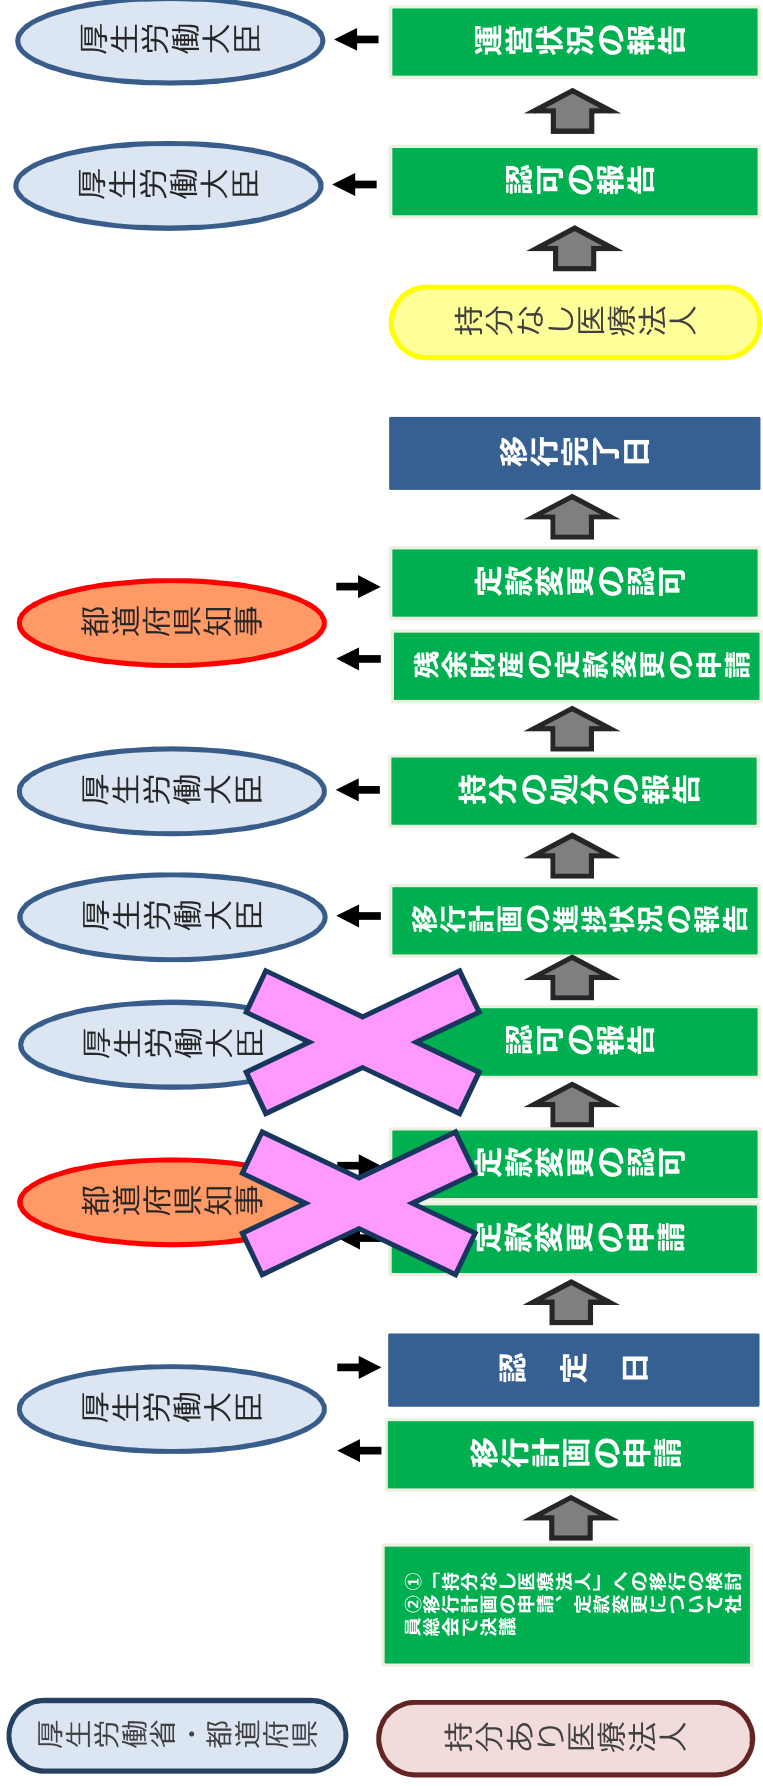 厚生労働省・都道府県
持分あり医療法人
①「持分なし医療法人」への移行の検討
②移行計画の申請、定款変更について社
員総会で決議
移行計画の申請
厚生労働大臣
認 定 日
定款変更の申請
都道府県知事
定款変更の認可
認可の報告
厚生労働大臣
移行計画の進捗状況の報告
厚生労働大臣
持分の処分の報告
厚生労働大臣
残余財産の定款変更の申請
都道府県知事
定款変更の認可
移行完了日
持分なし医療法人
認可の報告
厚生労働大臣
運営状況の報告
厚生労働大臣